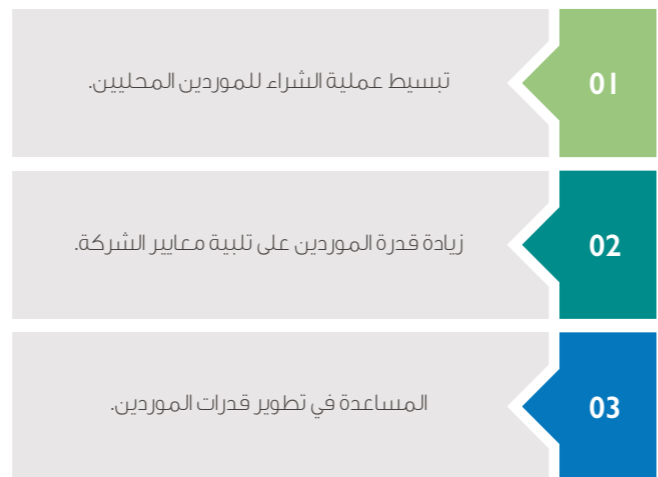 01
تبسيط عملية الشراء للموردين المحليين.
02
زيادة قدرة الموردين على تلبية معايير الشركة.
03
المساعدة في تطوير قدرات الموردين.